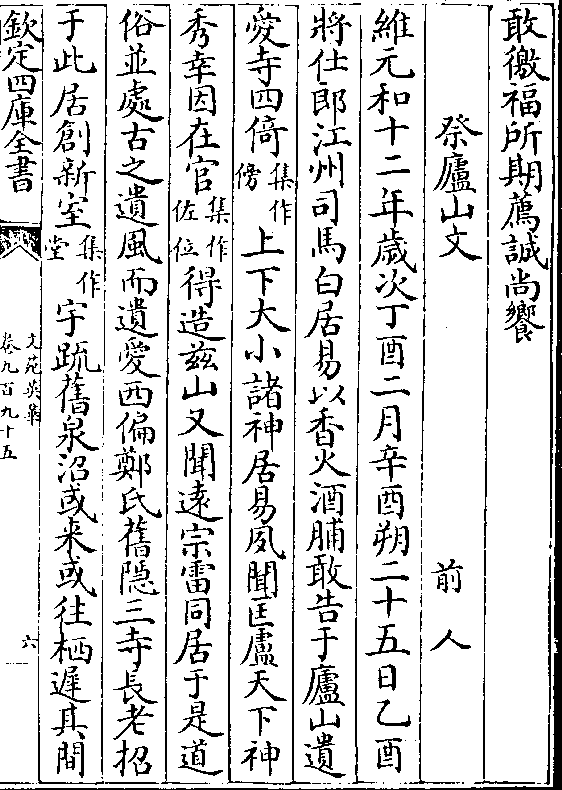 敢徼福所期薦誠尚饗
祭廬山文 前人
維元和十二年歲次丁酉二月辛酉朔二十五日乙酉
將仕郎江州司馬白居易以香火酒脯敢告于廬山遺
愛寺四倚集作傍上下大小諸神居易夙聞匡廬天下神
秀幸因在官集作佐位得造兹山又聞遠宗雷同居于是道
俗並處古之遺風而遺愛西偏鄭氏舊隐三寺長老招
于此居創新室集作堂宇䟽舊泉沼或来或往栖遲其間
欽定四庫全書
文苑英華
卷九百九十五
六